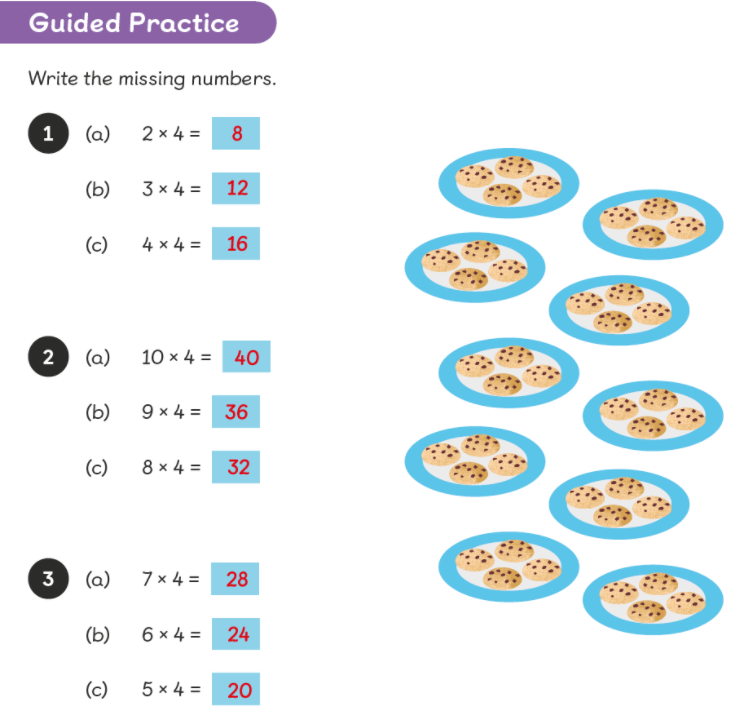 Guided Practice
Write the missing numbers.
1 (a) 2 × 4 = 8
(b) 3 × 4 = 12
(c) 4 × 4 = 16
2 (a) 10 × 4 = 40
(b) 9 × 4 = 36
(c) 8 × 4 = 32
3 (a) 7 × 4 = 28
(b) 6 × 4 = 24
(c) 5 × 4 = 20